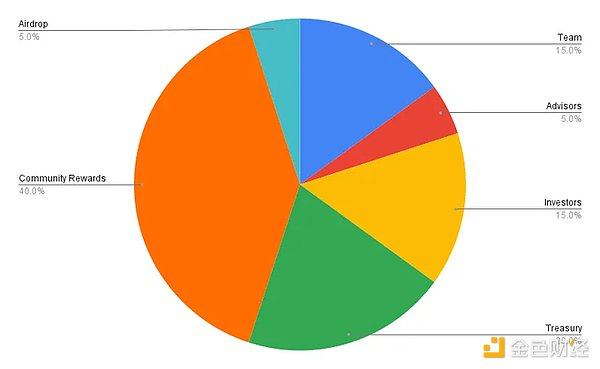 Airdrop
5.0%
Team
15.0%
Advisors
5.0%
Community Rewards
40.0%
Investors
15.0%
Treasury
金色财经